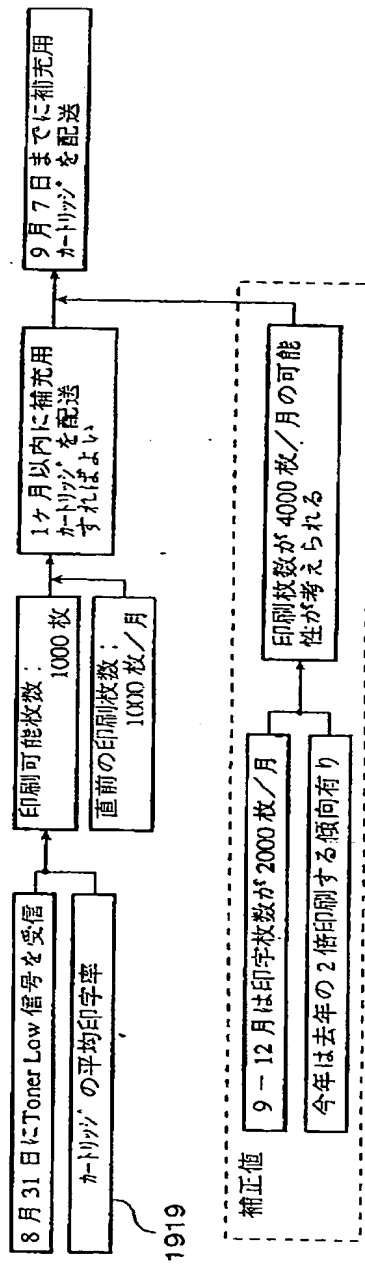 8月31日にToner Low信号を受信
カートリッジの平均印字率
1919
印刷可能枚数：
1000枚
直前の印刷枚数：
1000枚／月
1ヶ月以内に補充用
カートリッジを配送
すればよい
9月7日までに補充用
カートリッジを配送
補正値
9－12月は印字枚数が2000枚／月
今年は去年の2倍印刷する傾向有り
印刷枚数が4000枚／月の可能
性が考えられる